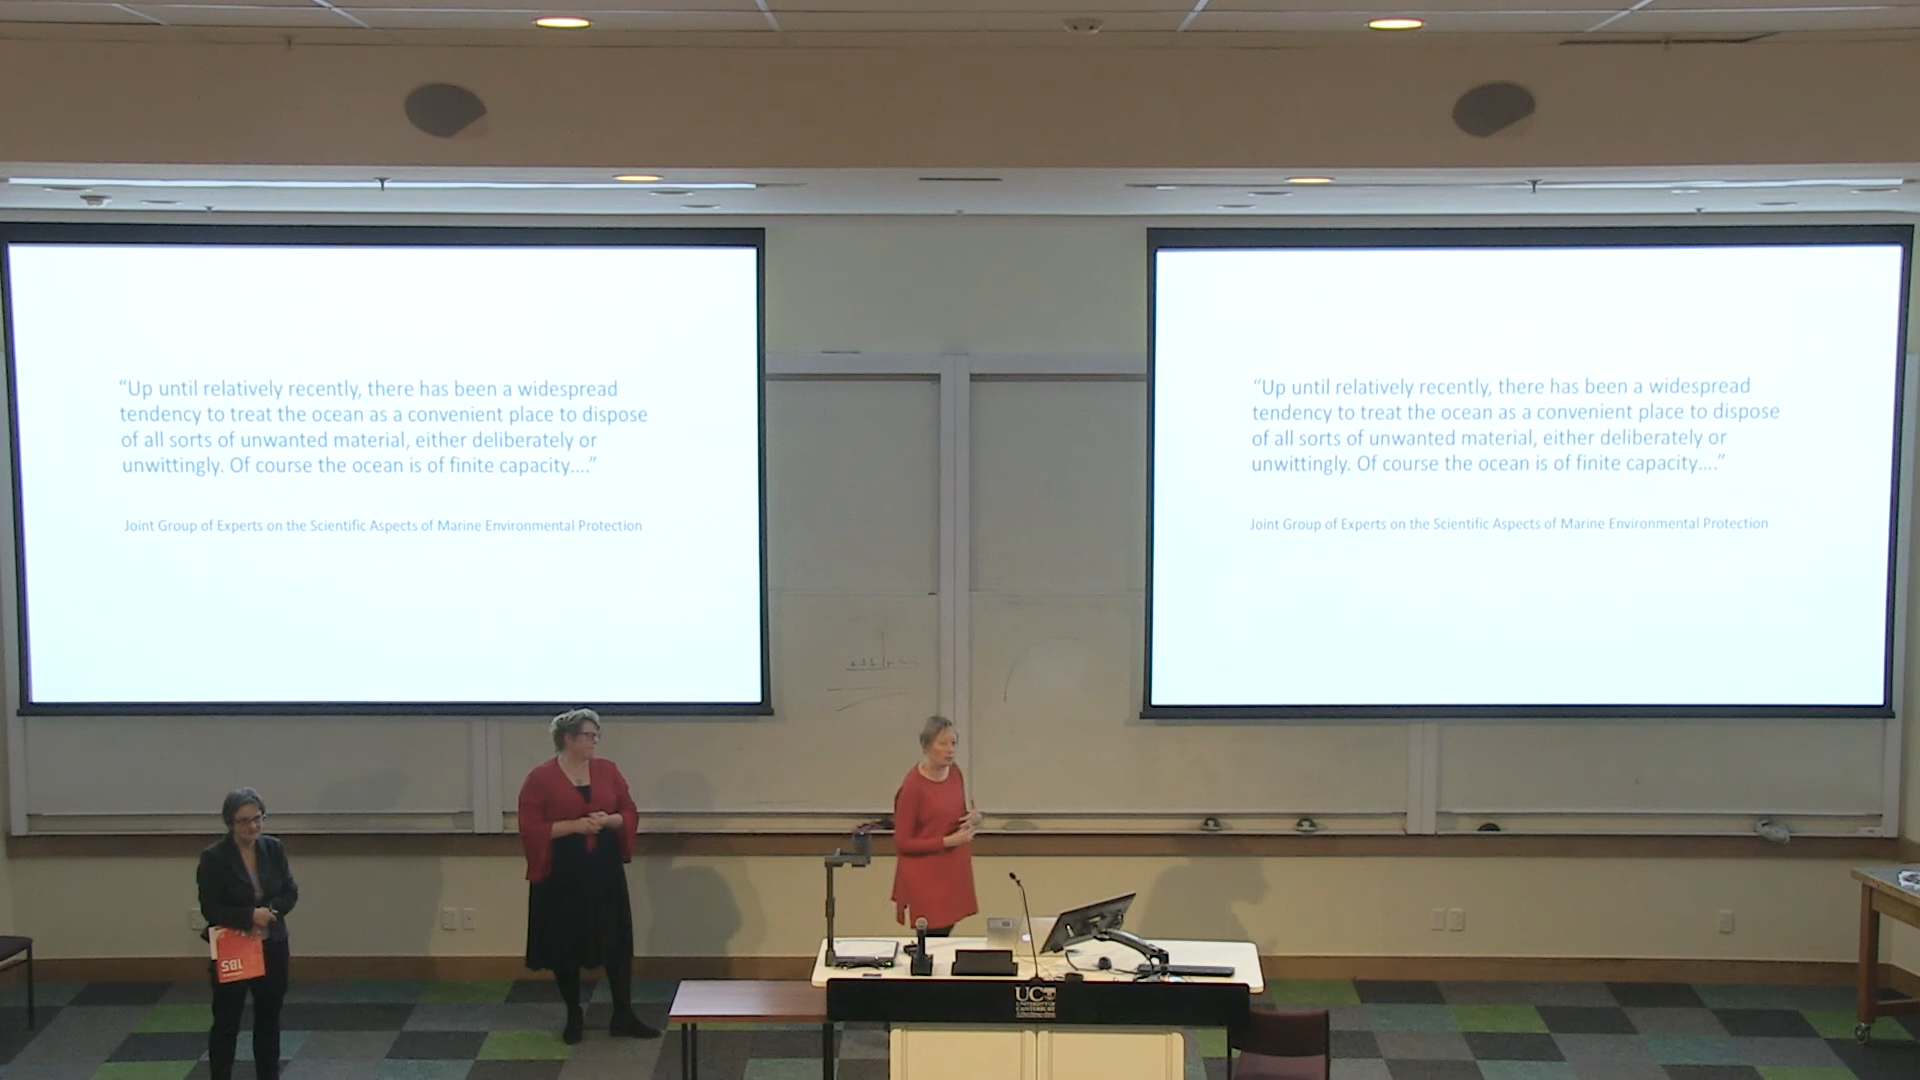 “Up until relatively recently, there has been a widespread
tendency to treat the ocean as a convenient place to dispose
of all sorts of unwanted material, either deliberately or
unwittingly. Of course the ocean is of finite capacity....”
Joint Group of Experts on the Scientific Aspects of Marine Environmental Protection
“Up until relatively recently, there has been a widespread
tendency to treat the ocean as a convenient place to dispose
of all sorts of unwanted material, either deliberately or
unwittingly. Of course the ocean is of finite capacity....”
Joint Group of Experts on the Scientific Aspects of Marine Environmental Protection
185
UC
UNIVERSITY OF
CANTERBURY